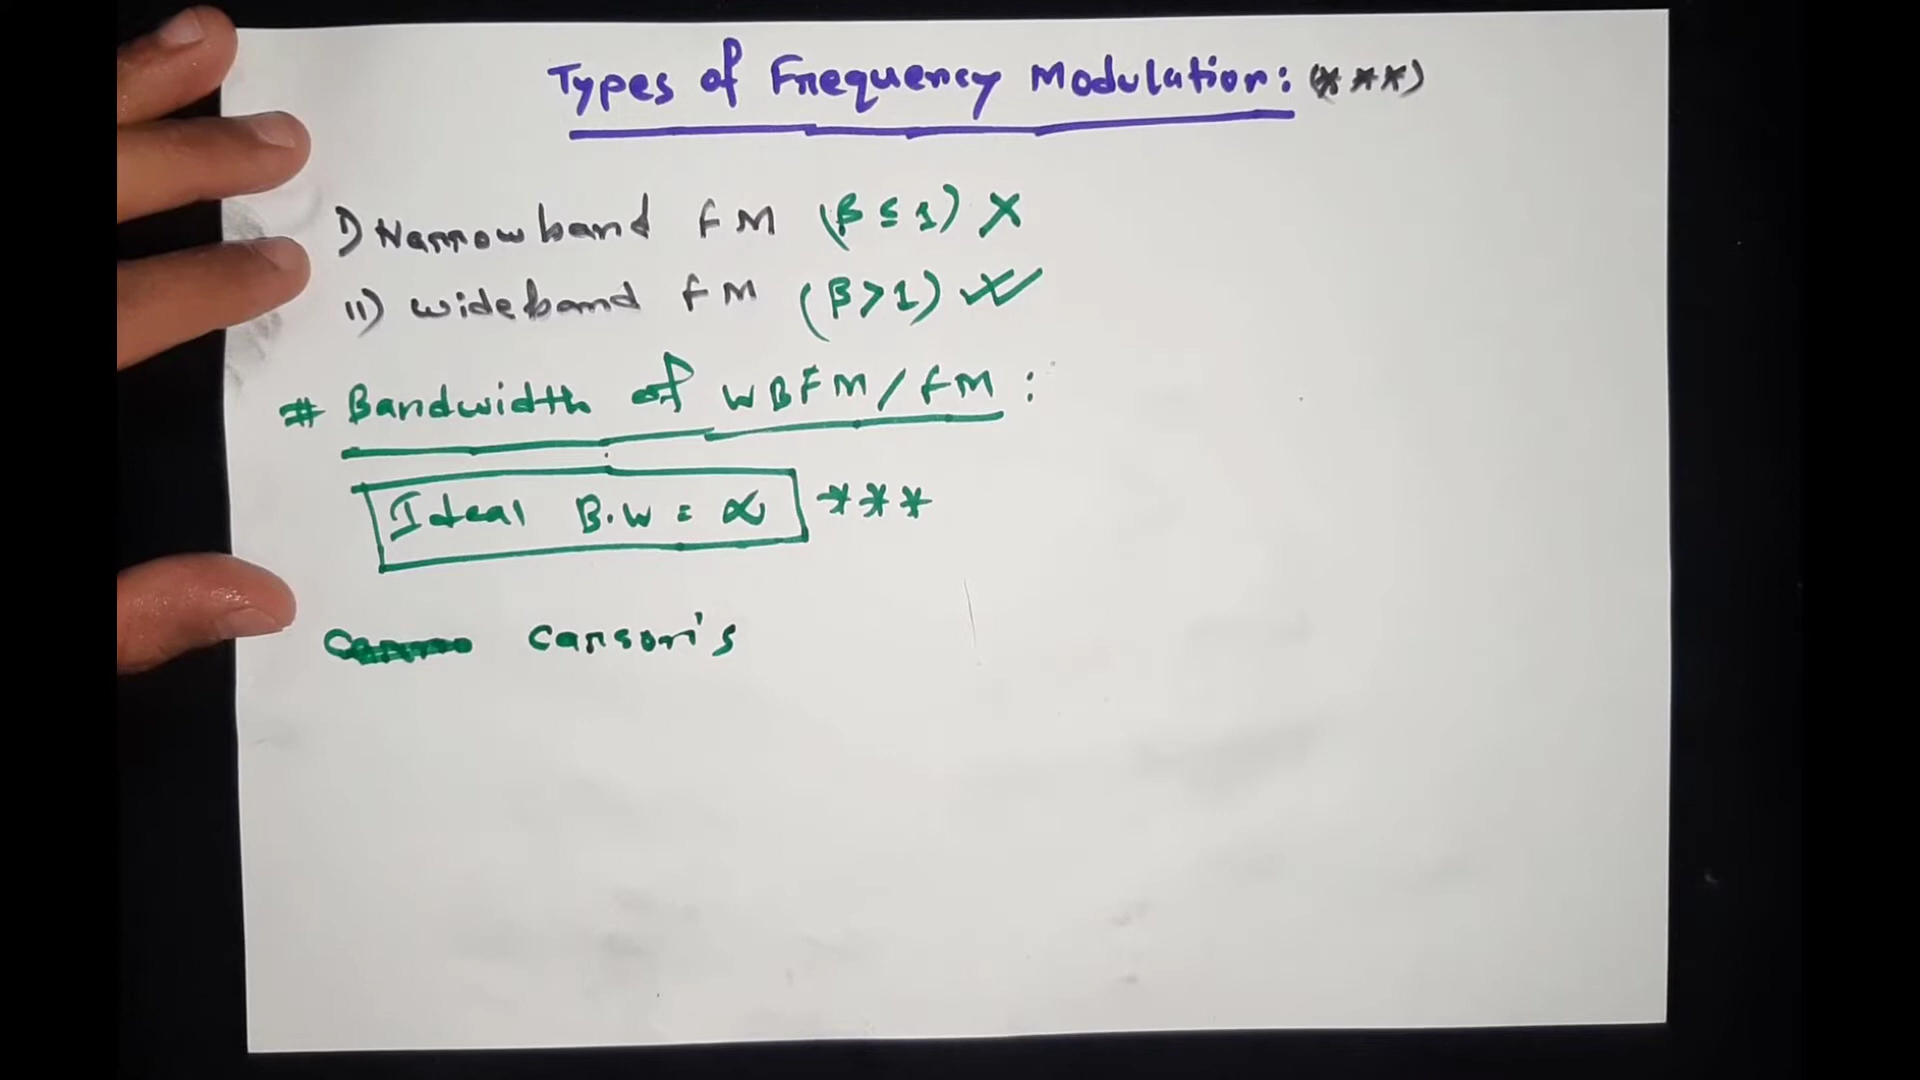 Types of Frequency Modulation: (***)
I) Narrowband FM (β ≤ 1) ✗
II) wideband FM (β > 1) ✓
# Bandwidth of WBFM / FM :
Ideal B.W = ∝ ***
Carson's